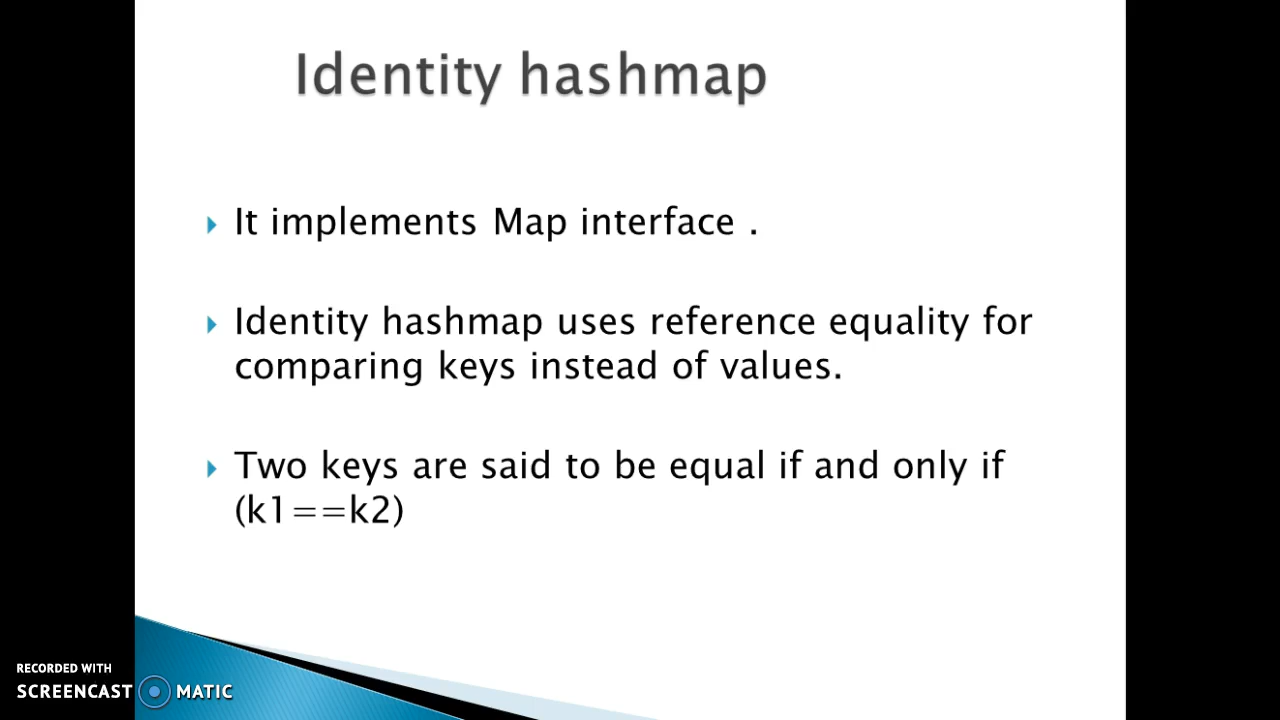 Identity hashmap
It implements Map interface .
Identity hashmap uses reference equality for
comparing keys instead of values.
Two keys are said to be equal if and only if
(k1==k2)
RECORDED WITH
SCREENCAST MATIC